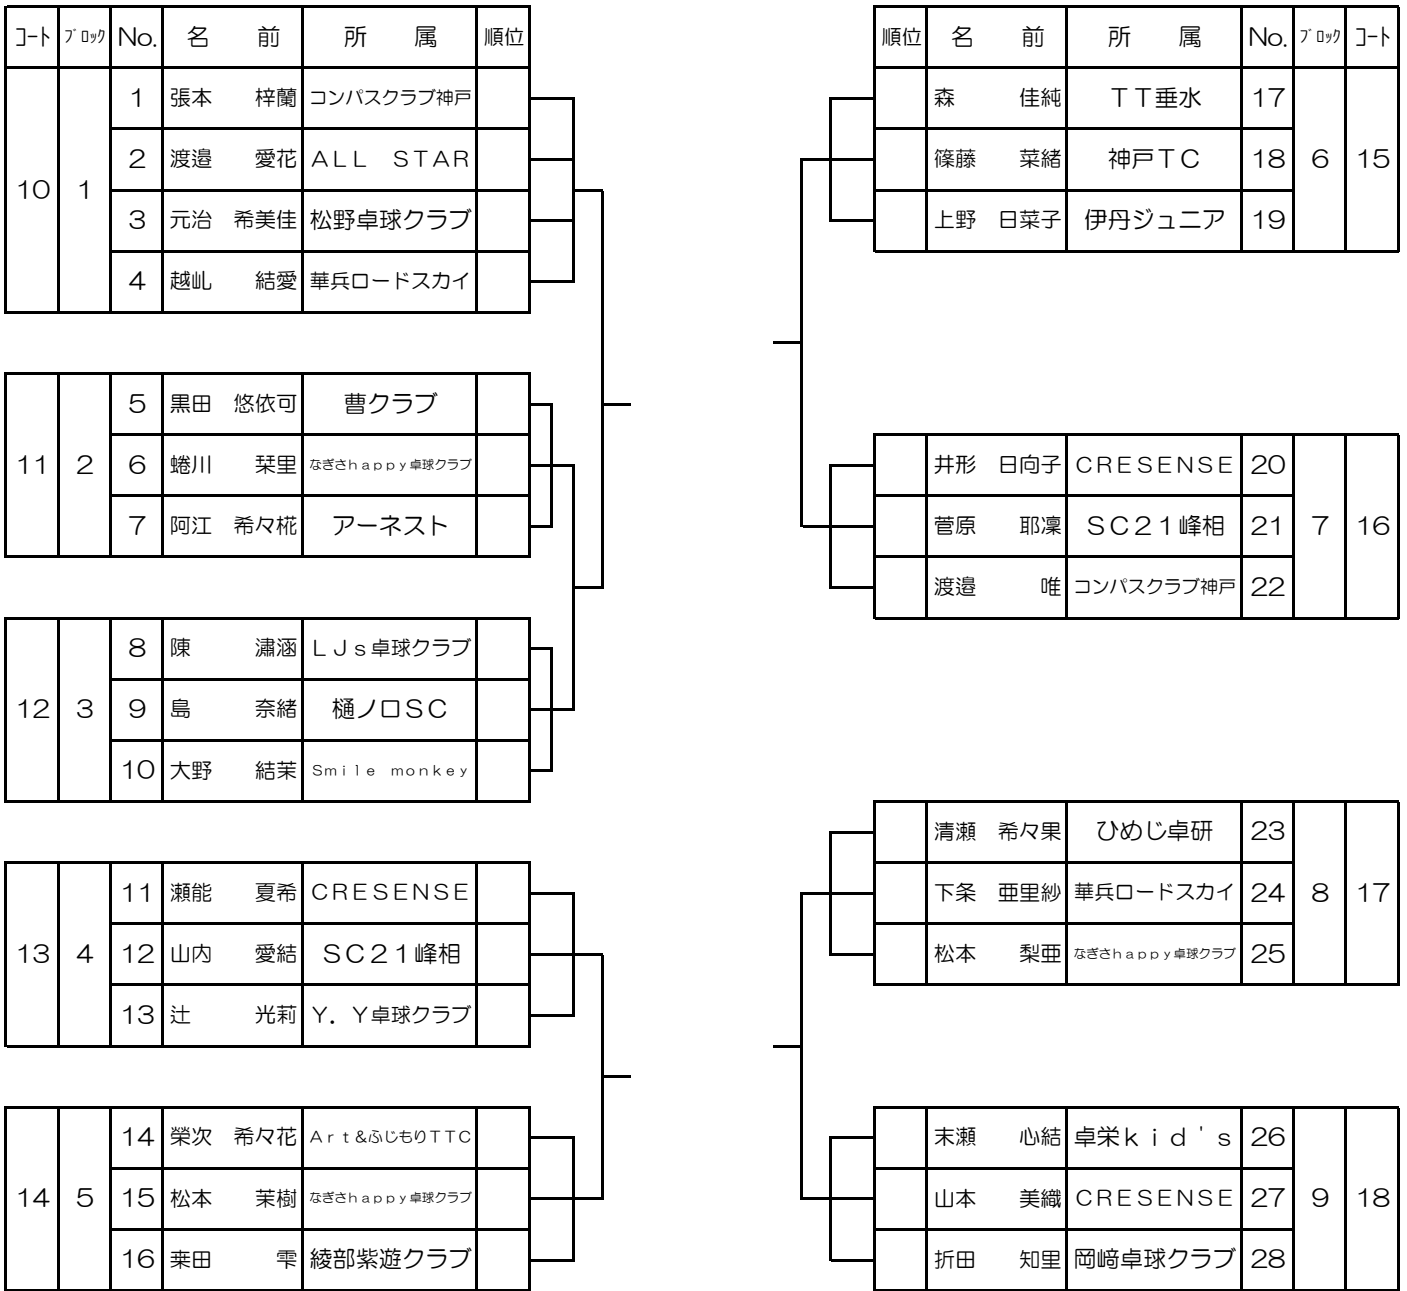 コート ブロック No. 名 前 所 属 順位
10 1
1 張本 梓蘭 コンパスクラブ神戸
2 渡邉 愛花 ALL STAR
3 元治 希美佳 松野卓球クラブ
4 越乢 結愛 華兵ロードスカイ
11 2
5 黒田 悠依可 曹クラブ
6 蜷川 栞里 なぎさhappy卓球クラブ
7 阿江 希々椛 アーネスト
12 3
8 陳 潚涵 LJs卓球クラブ
9 島 奈緒 樋ノ口SC
10 大野 結茉 Smile monkey
13 4
11 瀬能 夏希 CRESENSE
12 山内 愛結 SC21峰相
13 辻 光莉 Y.Y卓球クラブ
14 5
14 榮次 希々花 Art&ふじもりTTC
15 松本 茉樹 なぎさhappy卓球クラブ
16 桒田 雫 綾部紫遊クラブ
順位 名 前 所 属 No. ブロック コート
森 佳純 TT垂水 17
篠藤 菜緒 神戸TC 18
上野 日菜子 伊丹ジュニア 19
6 15
井形 日向子 CRESENSE 20
菅原 耶凜 SC21峰相 21
渡邉 唯 コンパスクラブ神戸 22
7 16
清瀬 希々果 ひめじ卓研 23
下条 亜里紗 華兵ロードスカイ 24
松本 梨亜 なぎさhappy卓球クラブ 25
8 17
末瀬 心結 卓栄kid's 26
山本 美織 CRESENSE 27
折田 知里 岡﨑卓球クラブ 28
9 18